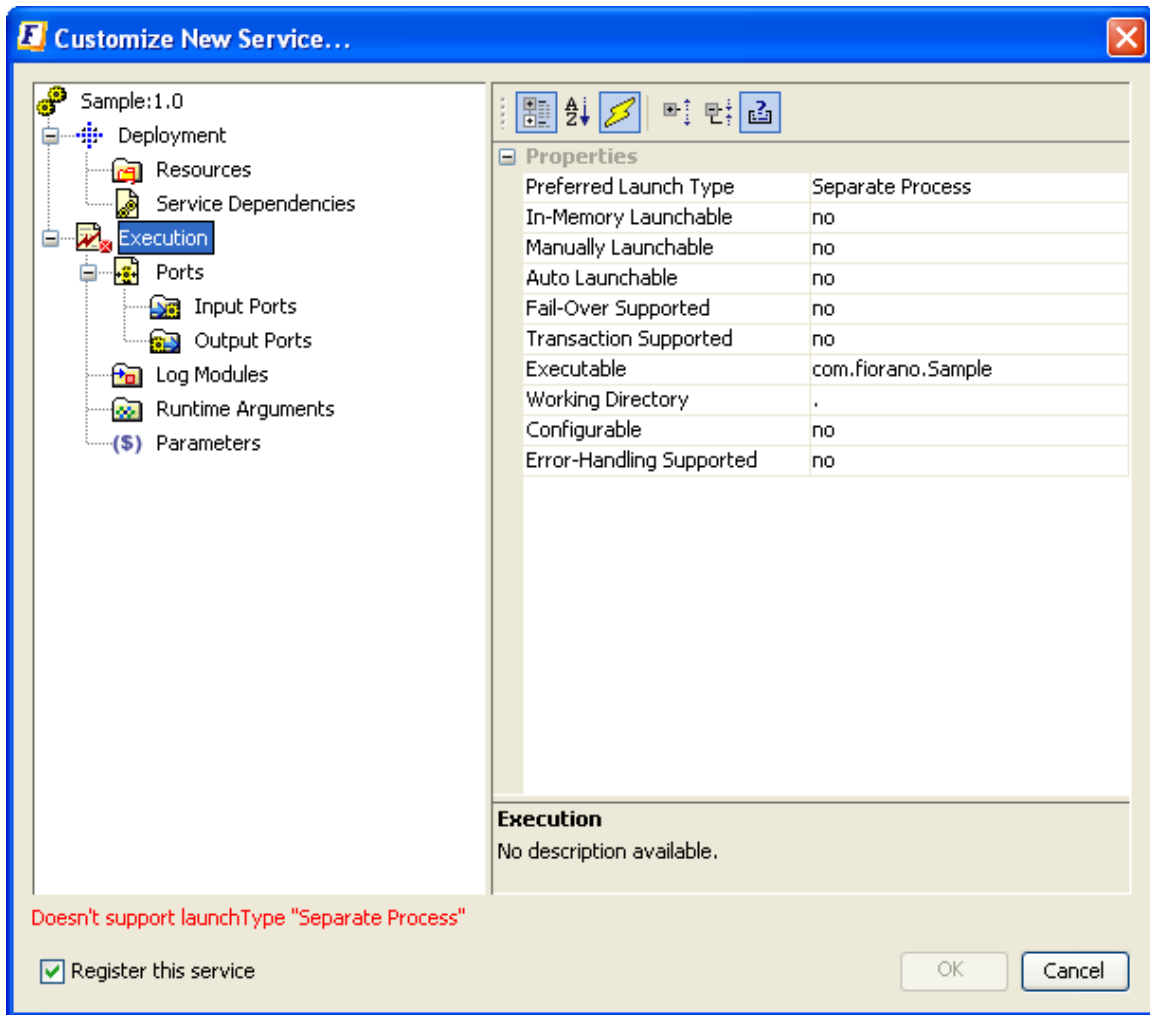 Customize New Service...
Sample:1.0
Deployment
Resources
Service Dependencies
Execution
Ports
Input Ports
Output Ports
Log Modules
Runtime Arguments
($) Parameters
Properties
Preferred Launch Type Separate Process
In-Memory Launchable no
Manually Launchable no
Auto Launchable no
Fail-Over Supported no
Transaction Supported no
Executable com.fiorano.Sample
Working Directory .
Configurable no
Error-Handling Supported no
Execution
No description available.
Doesn't support launchType "Separate Process"
Register this service
OK Cancel